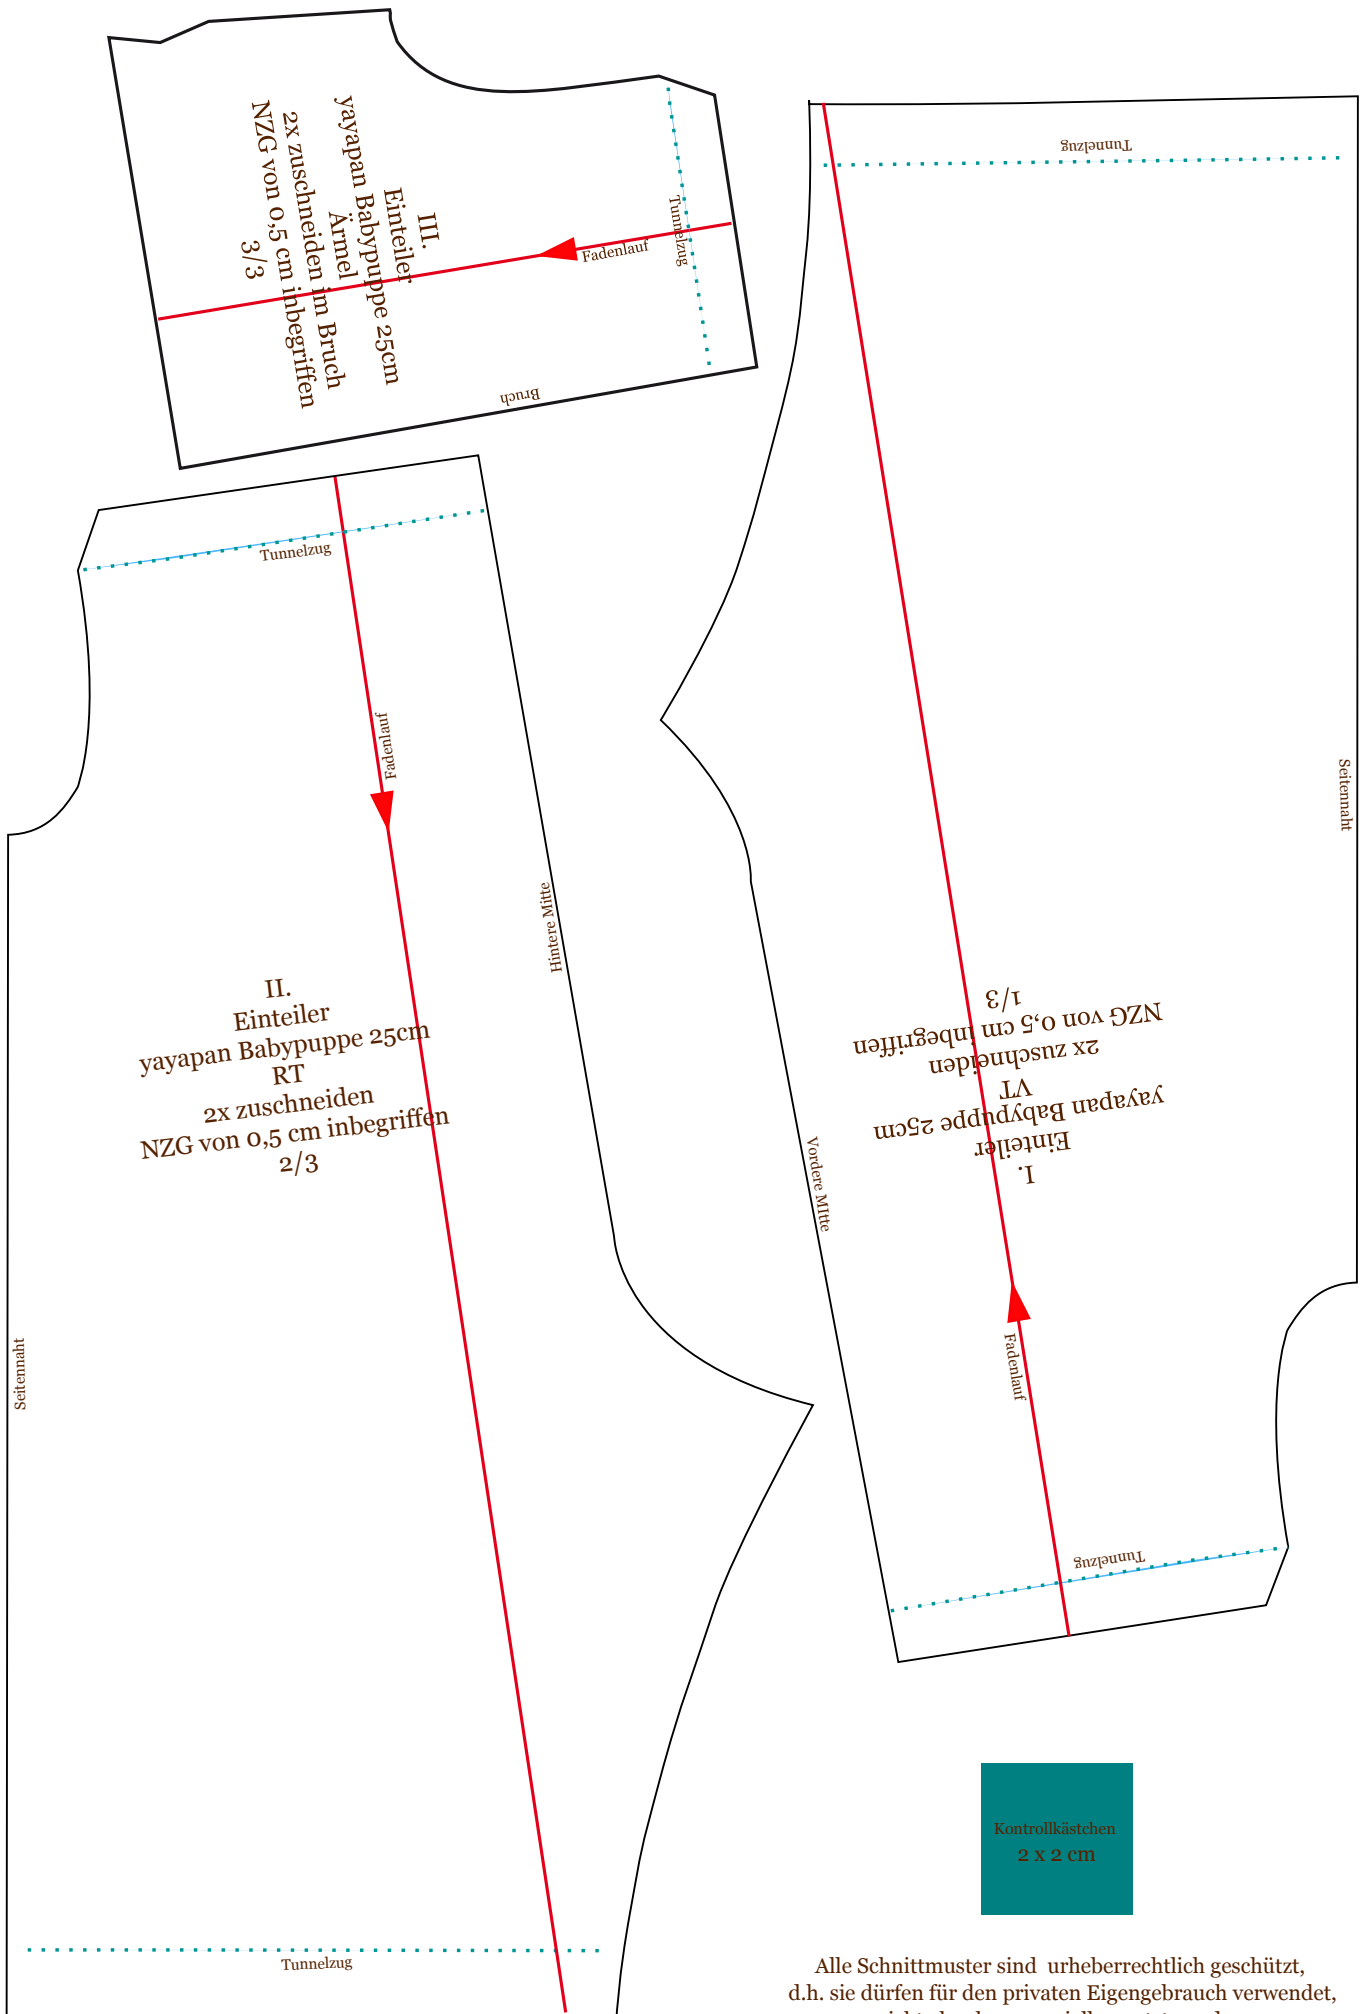 III.
Einteiler
yayapan Babypuppe 25cm
Ärmel
2x zuschneiden im Bruch
NZG von 0,5 cm inbegriffen
3/3
Fadenlauf
Tunnelzug
Bruch
Tunnelzug
Fadenlauf
Hintere Mitte
Seitennaht
II.
Einteiler
yayapan Babypuppe 25cm
RT
2x zuschneiden
NZG von 0,5 cm inbegriffen
2/3
Tunnelzug
Tunnelzug
Seitennaht
I.
Einteiler
yayapan Babypuppe 25cm
VT
2x zuschneiden
NZG von 0,5 cm inbegriffen
1/3
Vordere MItte
Fadenlauf
Tunnelzug
Kontrollkästchen
2 x 2 cm
Alle Schnittmuster sind urheberrechtlich geschützt,
d.h. sie dürfen für den privaten Eigengebrauch verwendet,